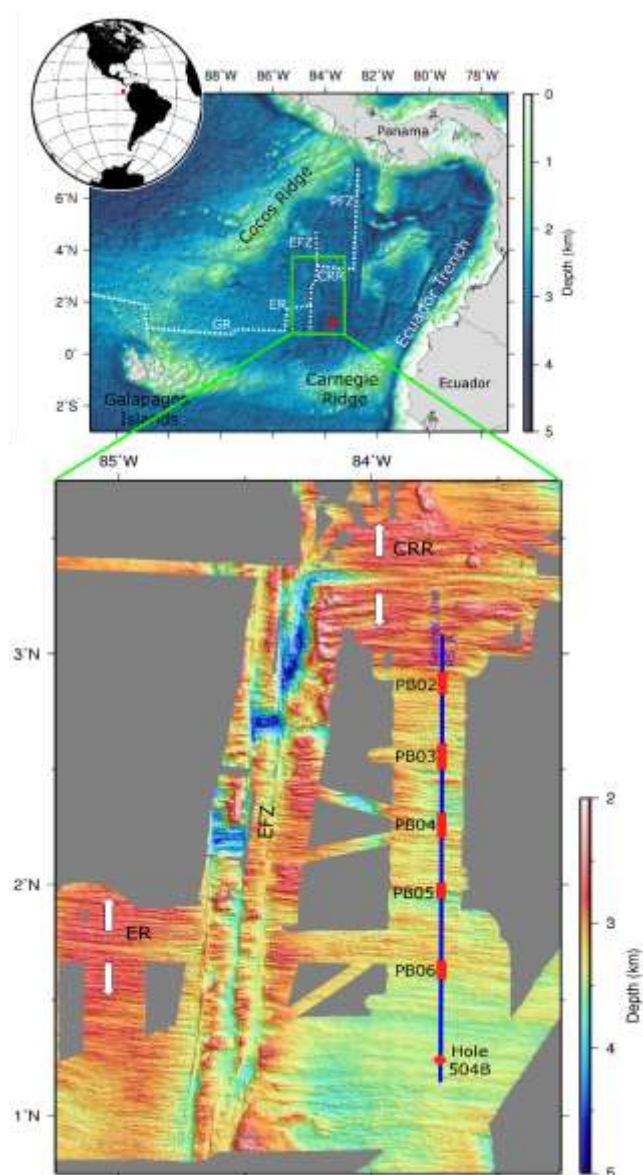 88°W 86°W 84°W 82°W 80°W 78°W
Panama
6°N
4°N
2°N
0°
2°S
Cocos Ridge
PFZ
EFZ
CRR
ER
GR
Ecuador Trench
Galapagos
Islands
Carnegie
Ridge
Ecuador
0
1
2
3
4
5
Depth (km)
85°W 84°W
CRR
3°N
PB02
PB03
PB04
EFZ
2°N
PB05
ER
PB06
Hole
504B
1°N
2
3
4
5
Depth (km)